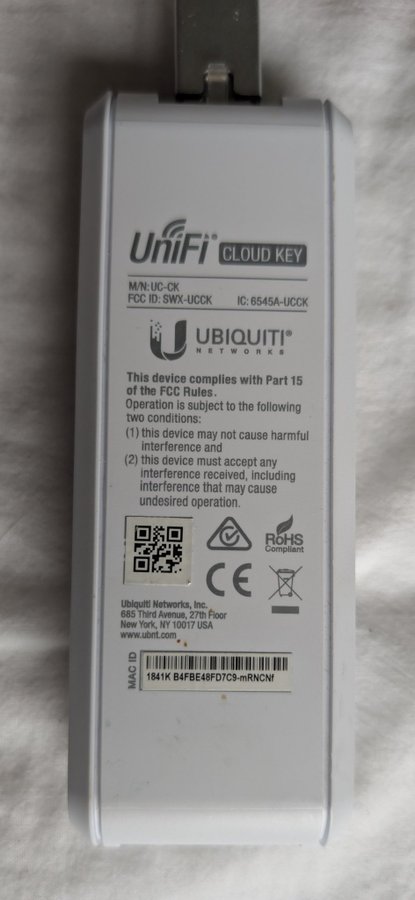 UniFi® CLOUD KEY
M/N: UC-CK
FCC ID: SWX-UCCK IC: 6545A-UCCK
UBIQUITI®
NETWORKS
This device complies with Part 15
of the FCC Rules.
Operation is subject to the following
two conditions:
(1) this device may not cause harmful
interference and
(2) this device must accept any
interference received, including
interference that may cause
undesired operation.
RoHS
Compliant
CE
Ubiquiti Networks, Inc.
685 Third Avenue, 27th Floor
New York, NY 10017 USA
www.ubnt.com
MAC ID
1841K B4FBE48FD7C9-mRNCNf